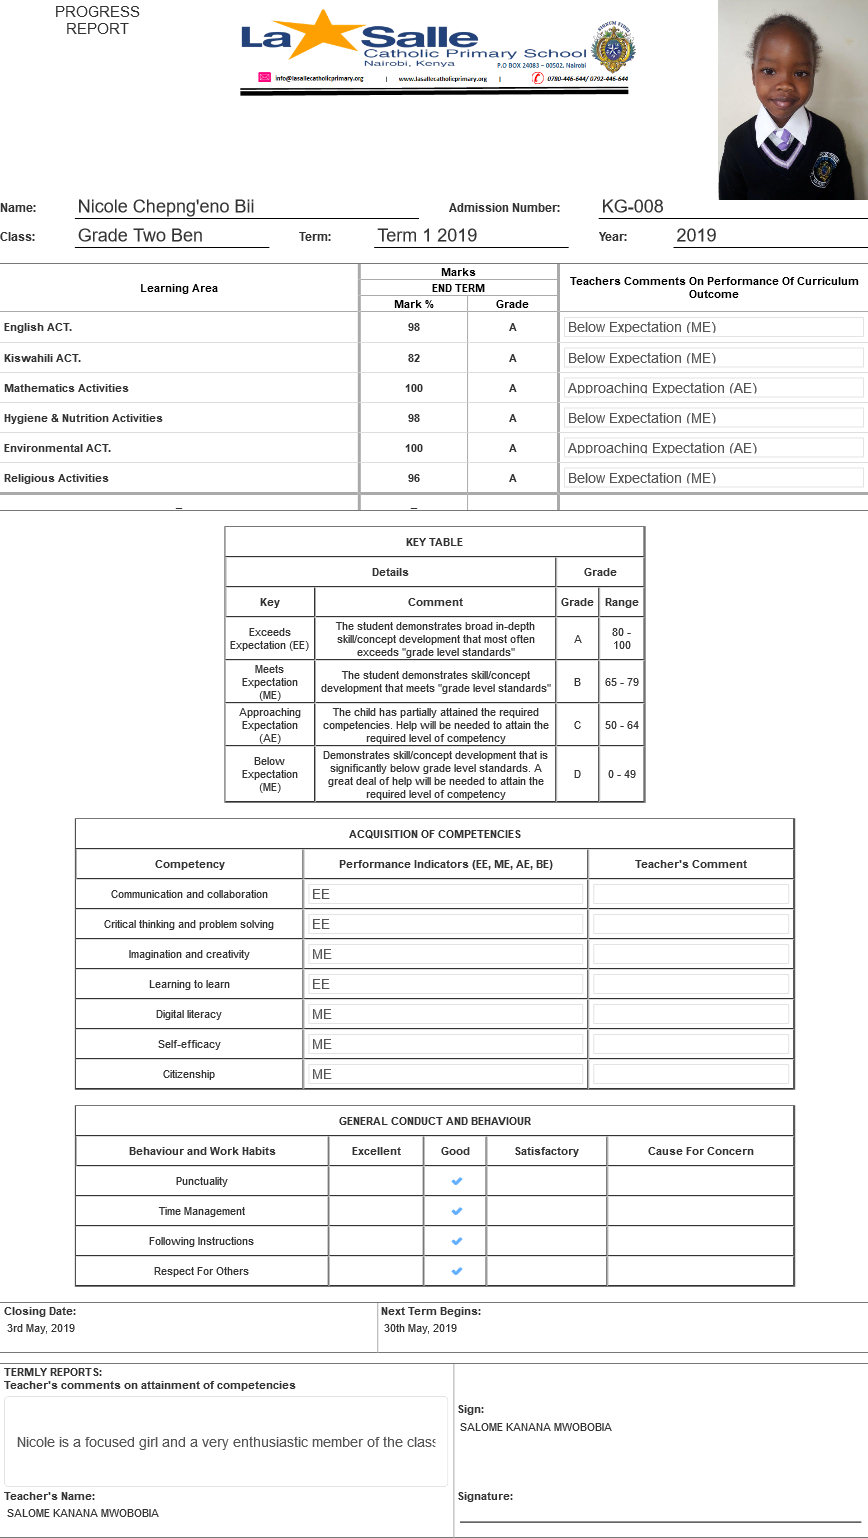 PROGRESS
REPORT
La Salle
Catholic Primary School
Nairobi, Kenya
P.O BOX 24083 – 00502, Nairobi
info@lasallecatholicprimary.org | www.lasallecatholicprimary.org | 0780-446-644/ 0792-446-644
Name: Nicole Chepng'eno Bii Admission Number: KG-008
Class: Grade Two Ben Term: Term 1 2019 Year: 2019
Learning Area Marks Teachers Comments On Performance Of Curriculum Outcome
END TERM
Mark % Grade
English ACT. 98 A Below Expectation (ME)
Kiswahili ACT. 82 A Below Expectation (ME)
Mathematics Activities 100 A Approaching Expectation (AE)
Hygiene & Nutrition Activities 98 A Below Expectation (ME)
Environmental ACT. 100 A Approaching Expectation (AE)
Religious Activities 96 A Below Expectation (ME)
_ _
KEY TABLE
Details Grade
Key Comment Grade Range
Exceeds Expectation (EE) The student demonstrates broad in-depth skill/concept development that most often exceeds "grade level standards" A 80 - 100
Meets Expectation (ME) The student demonstrates skill/concept development that meets "grade level standards" B 65 - 79
Approaching Expectation (AE) The child has partially attained the required competencies. Help will be needed to attain the required level of competency C 50 - 64
Below Expectation (ME) Demonstrates skill/concept development that is significantly below grade level standards. A great deal of help will be needed to attain the required level of competency D 0 - 49
ACQUISITION OF COMPETENCIES
Competency Performance Indicators (EE, ME, AE, BE) Teacher's Comment
Communication and collaboration EE
Critical thinking and problem solving EE
Imagination and creativity ME
Learning to learn EE
Digital literacy ME
Self-efficacy ME
Citizenship ME
GENERAL CONDUCT AND BEHAVIOUR
Behaviour and Work Habits Excellent Good Satisfactory Cause For Concern
Punctuality
Time Management
Following Instructions
Respect For Others
Closing Date: Next Term Begins:
3rd May, 2019 30th May, 2019
TERMLY REPORTS:
Teacher's comments on attainment of competencies
Sign:
SALOME KANANA MWOBOBIA
Nicole is a focused girl and a very enthusiastic member of the class
Teacher's Name: Signature:
SALOME KANANA MWOBOBIA